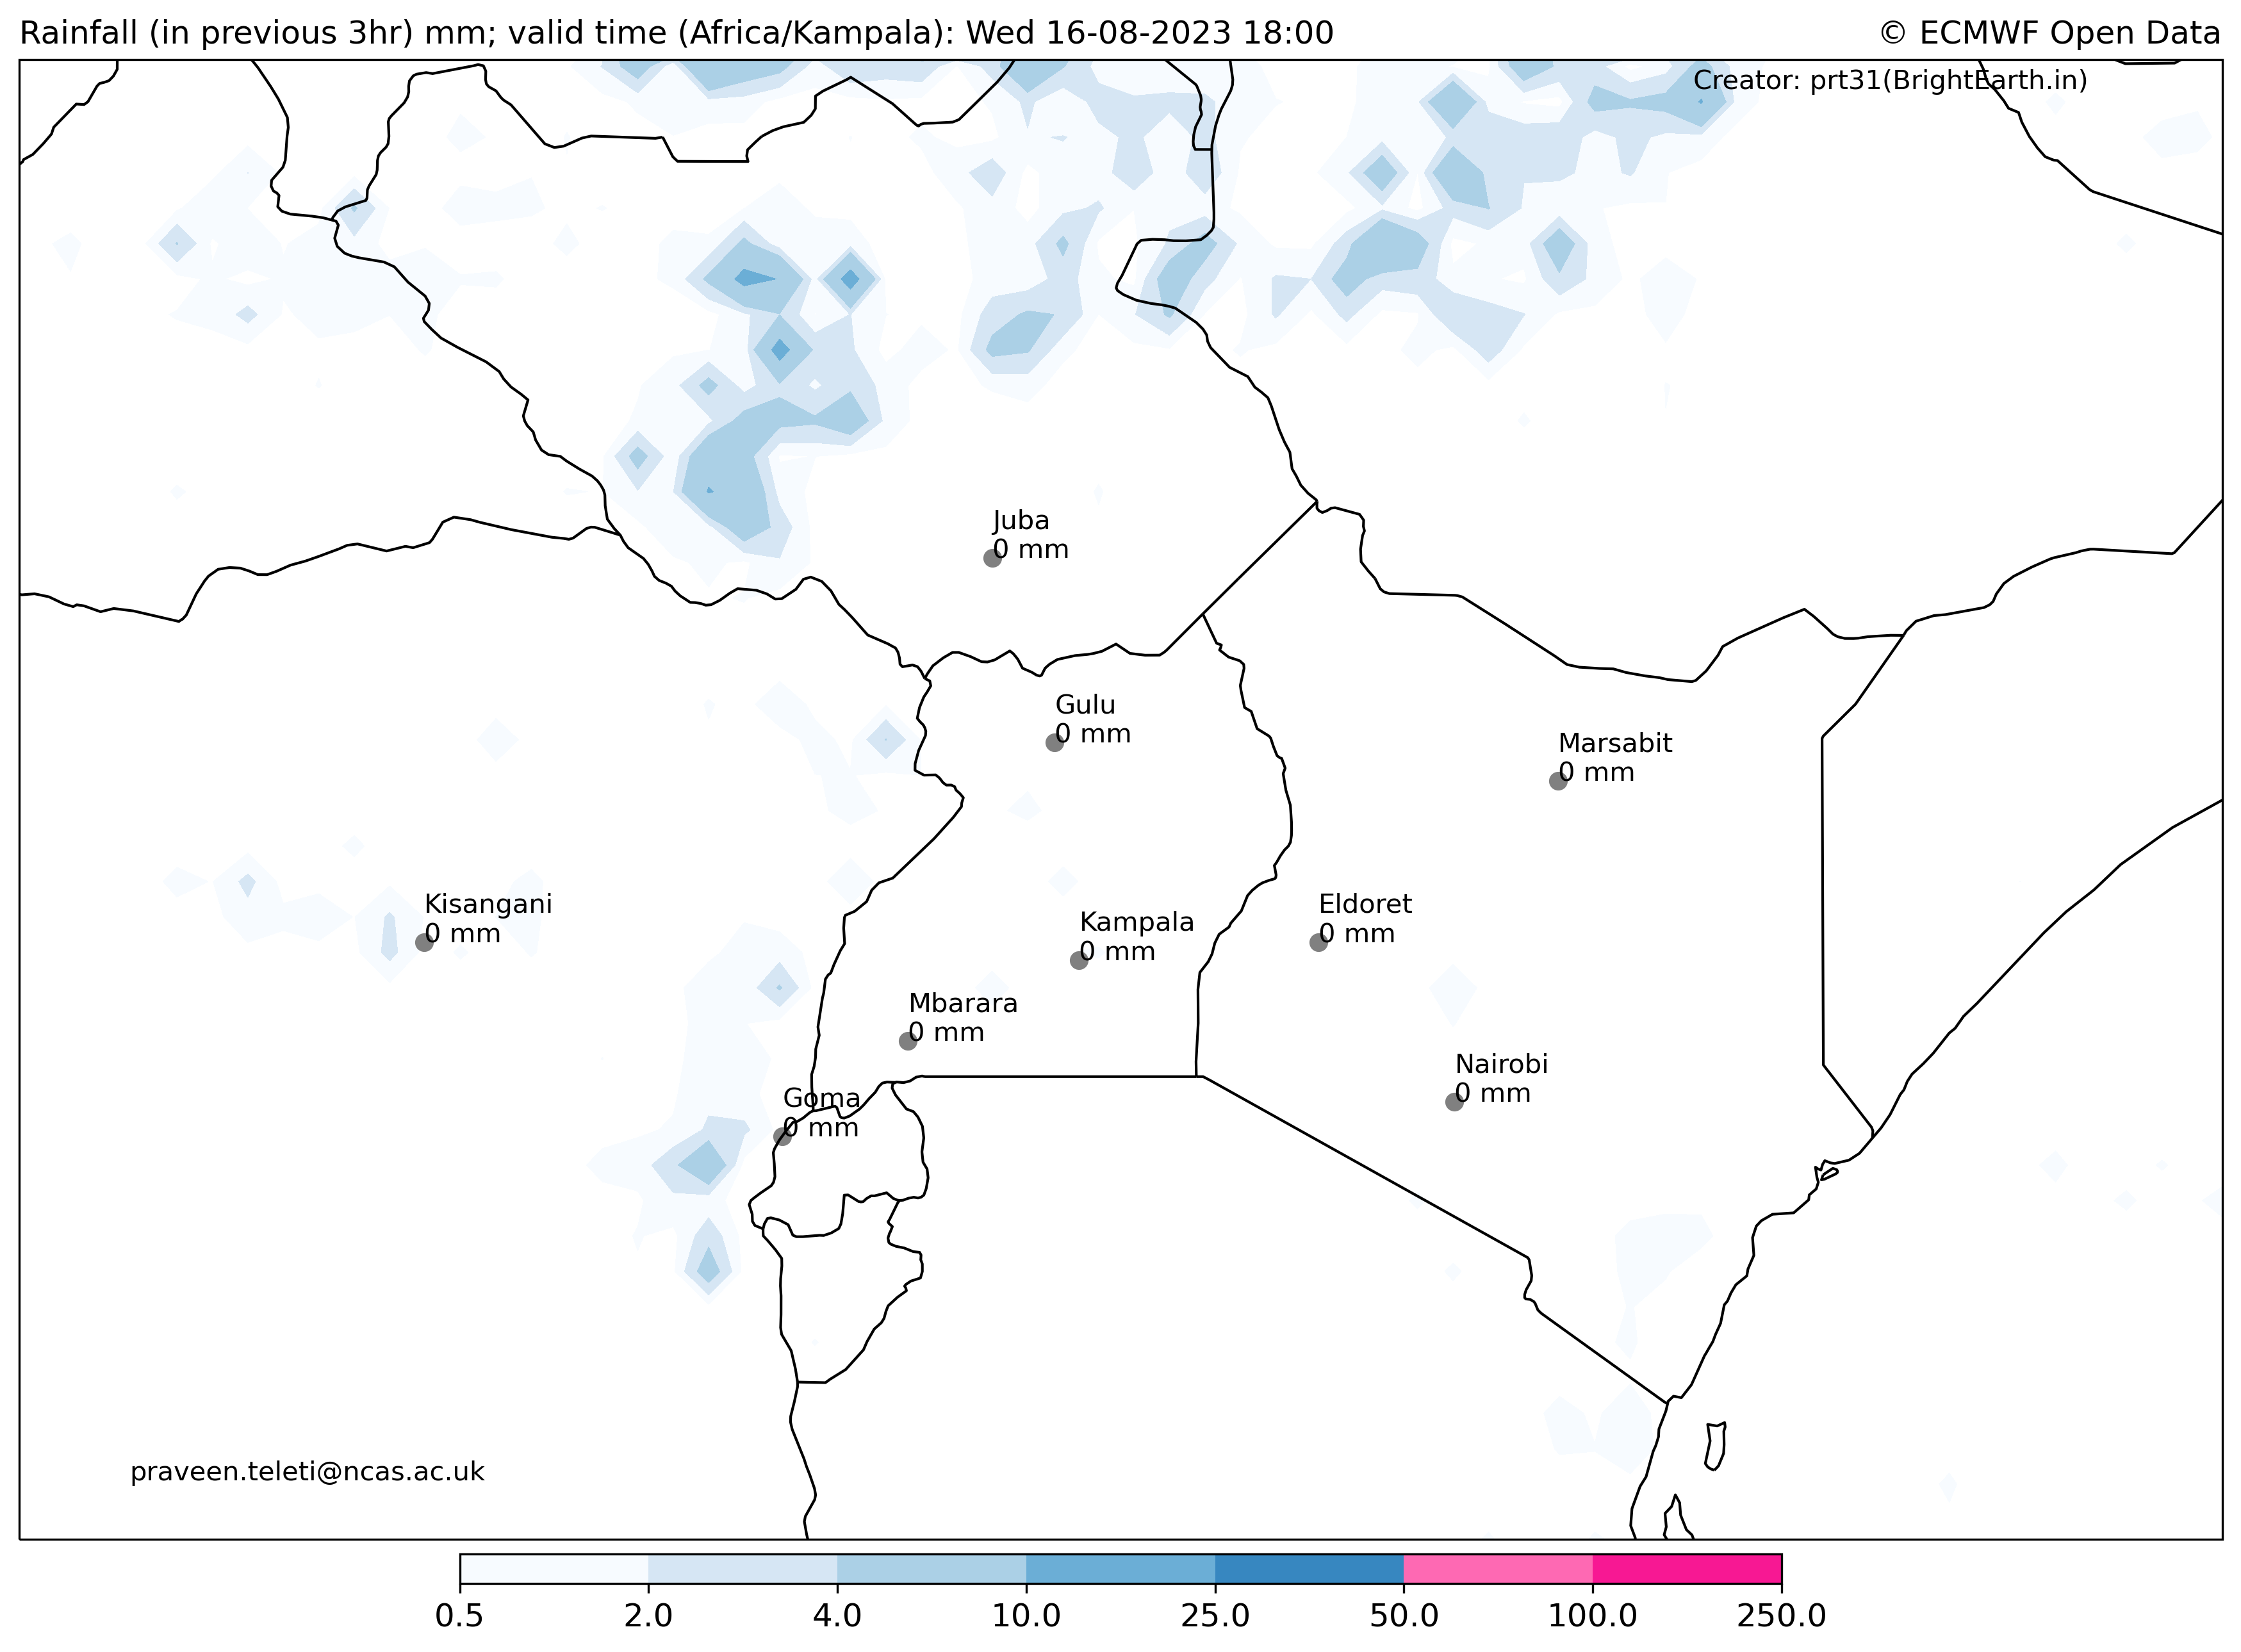 Rainfall (in previous 3hr) mm; valid time (Africa/Kampala): Wed 16-08-2023 18:00
© ECMWF Open Data
Creator: prt31(BrightEarth.in)
Juba
0 mm
Gulu
0 mm
Marsabit
0 mm
Kisangani
0 mm
Eldoret
0 mm
Kampala
0 mm
Mbarara
0 mm
Nairobi
0 mm
Goma
0 mm
praveen.teleti@ncas.ac.uk
0.5 2.0 4.0 10.0 25.0 50.0 100.0 250.0